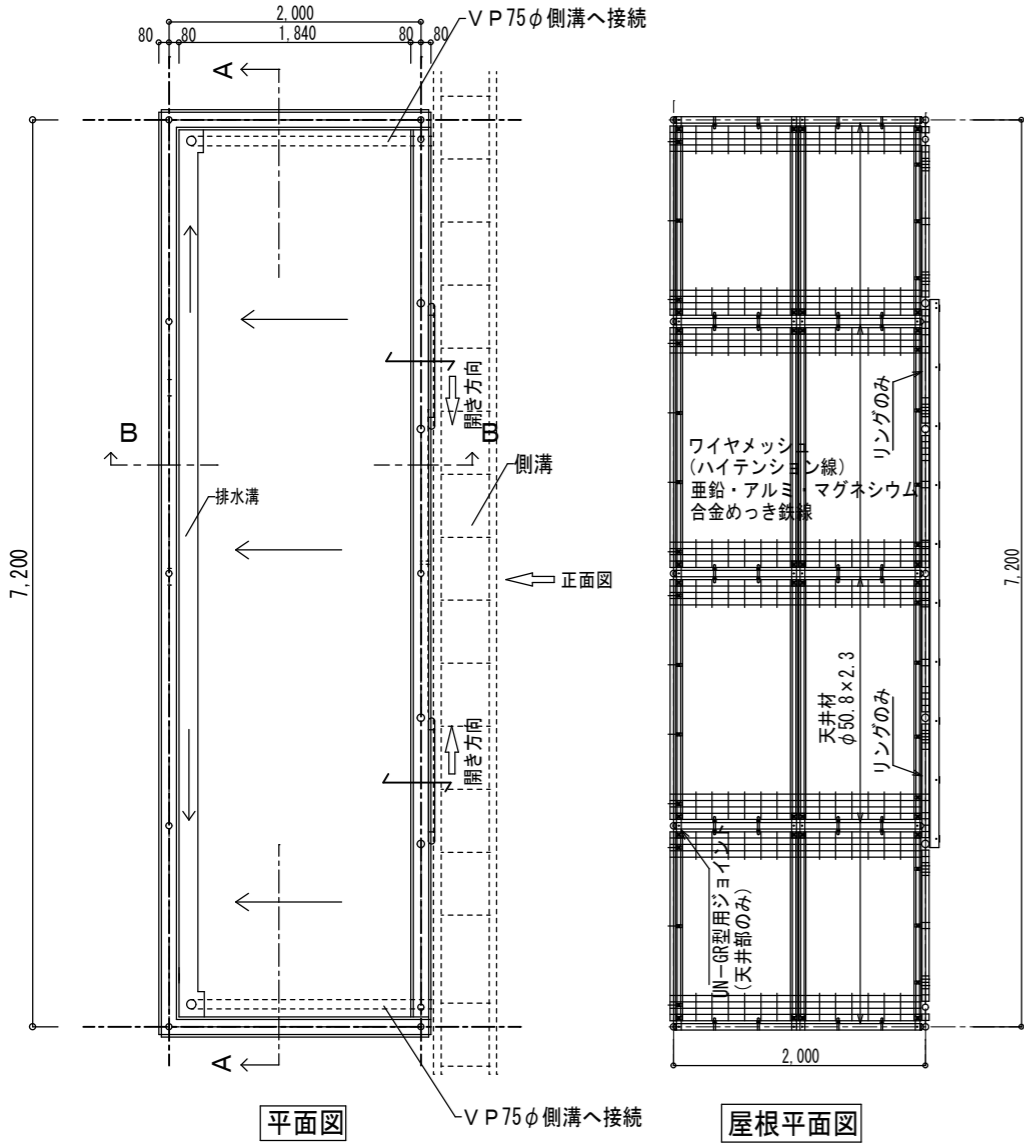 2,000
80
80
1,840
80
80
ＶＰ75φ側溝へ接続
A
7,200
開き方向
B
B
側溝
排水溝
正面図
開き方向
A
ＶＰ75φ側溝へ接続
平面図
リングのみ
ワイヤメッシュ
(ハイテンション線)
亜鉛・アルミ・マグネシウム
合金めっき鉄線
7,200
天井材
φ50.8×2.3
リングのみ
UN-GR型用ジョイント
(天井部のみ)
2,000
屋根平面図